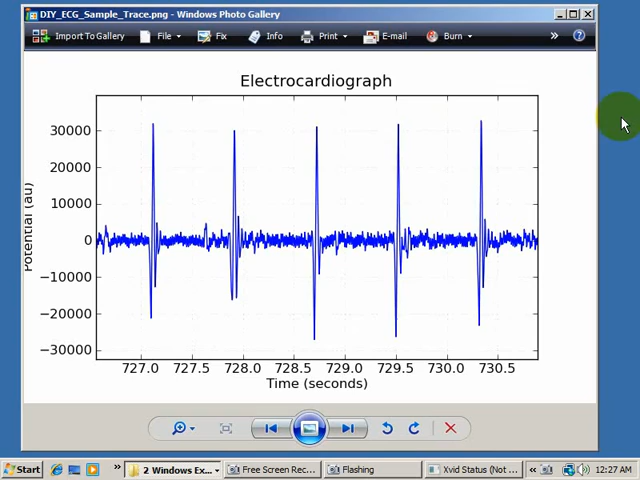 DIY_ECG_Sample_Trace.png - Windows Photo Gallery
Import To Gallery File Fix Info Print E-mail Burn »
Electrocardiograph
30000
20000
10000
0
−10000
−20000
−30000
Potential (au)
727.0 727.5 728.0 728.5 729.0 729.5 730.0 730.5
Time (seconds)
Start » 2 Windows Ex... Free Screen Rec... Flashing Xvid Status (Not ... « 12:27 AM